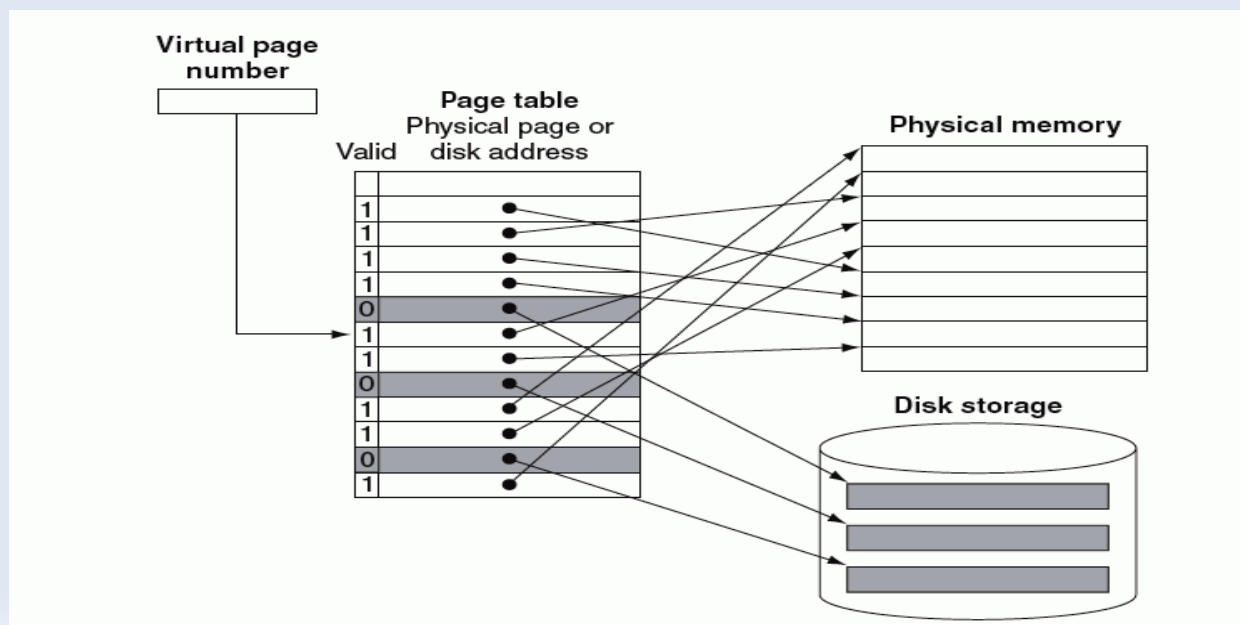 Virtual page
number
Page table
Physical page or
Valid disk address
1
1
1
1
0
1
1
0
1
1
0
1
Physical memory
Disk storage